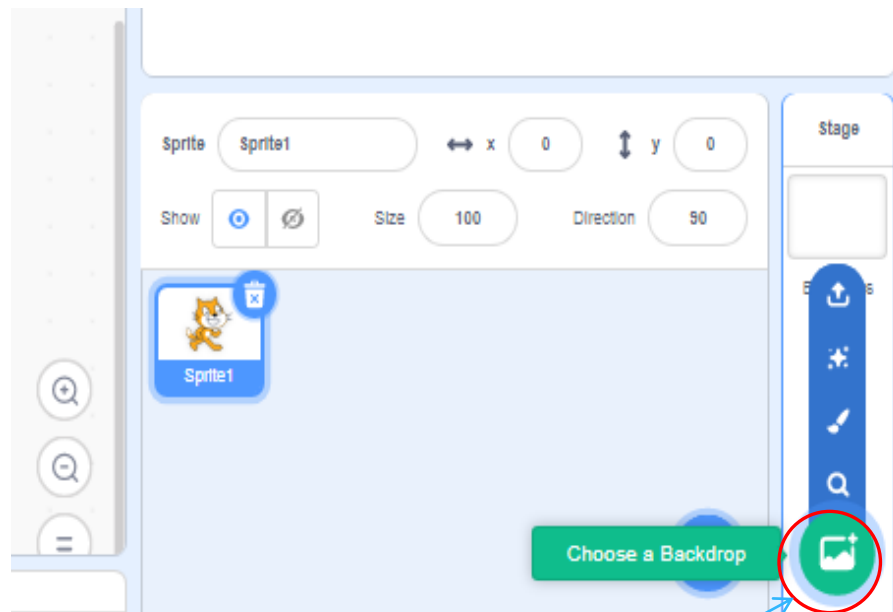 Sprite Sprite1 x 0 y 0
Stage
Show Size 100 Direction 90
Sprite1
Choose a Backdrop